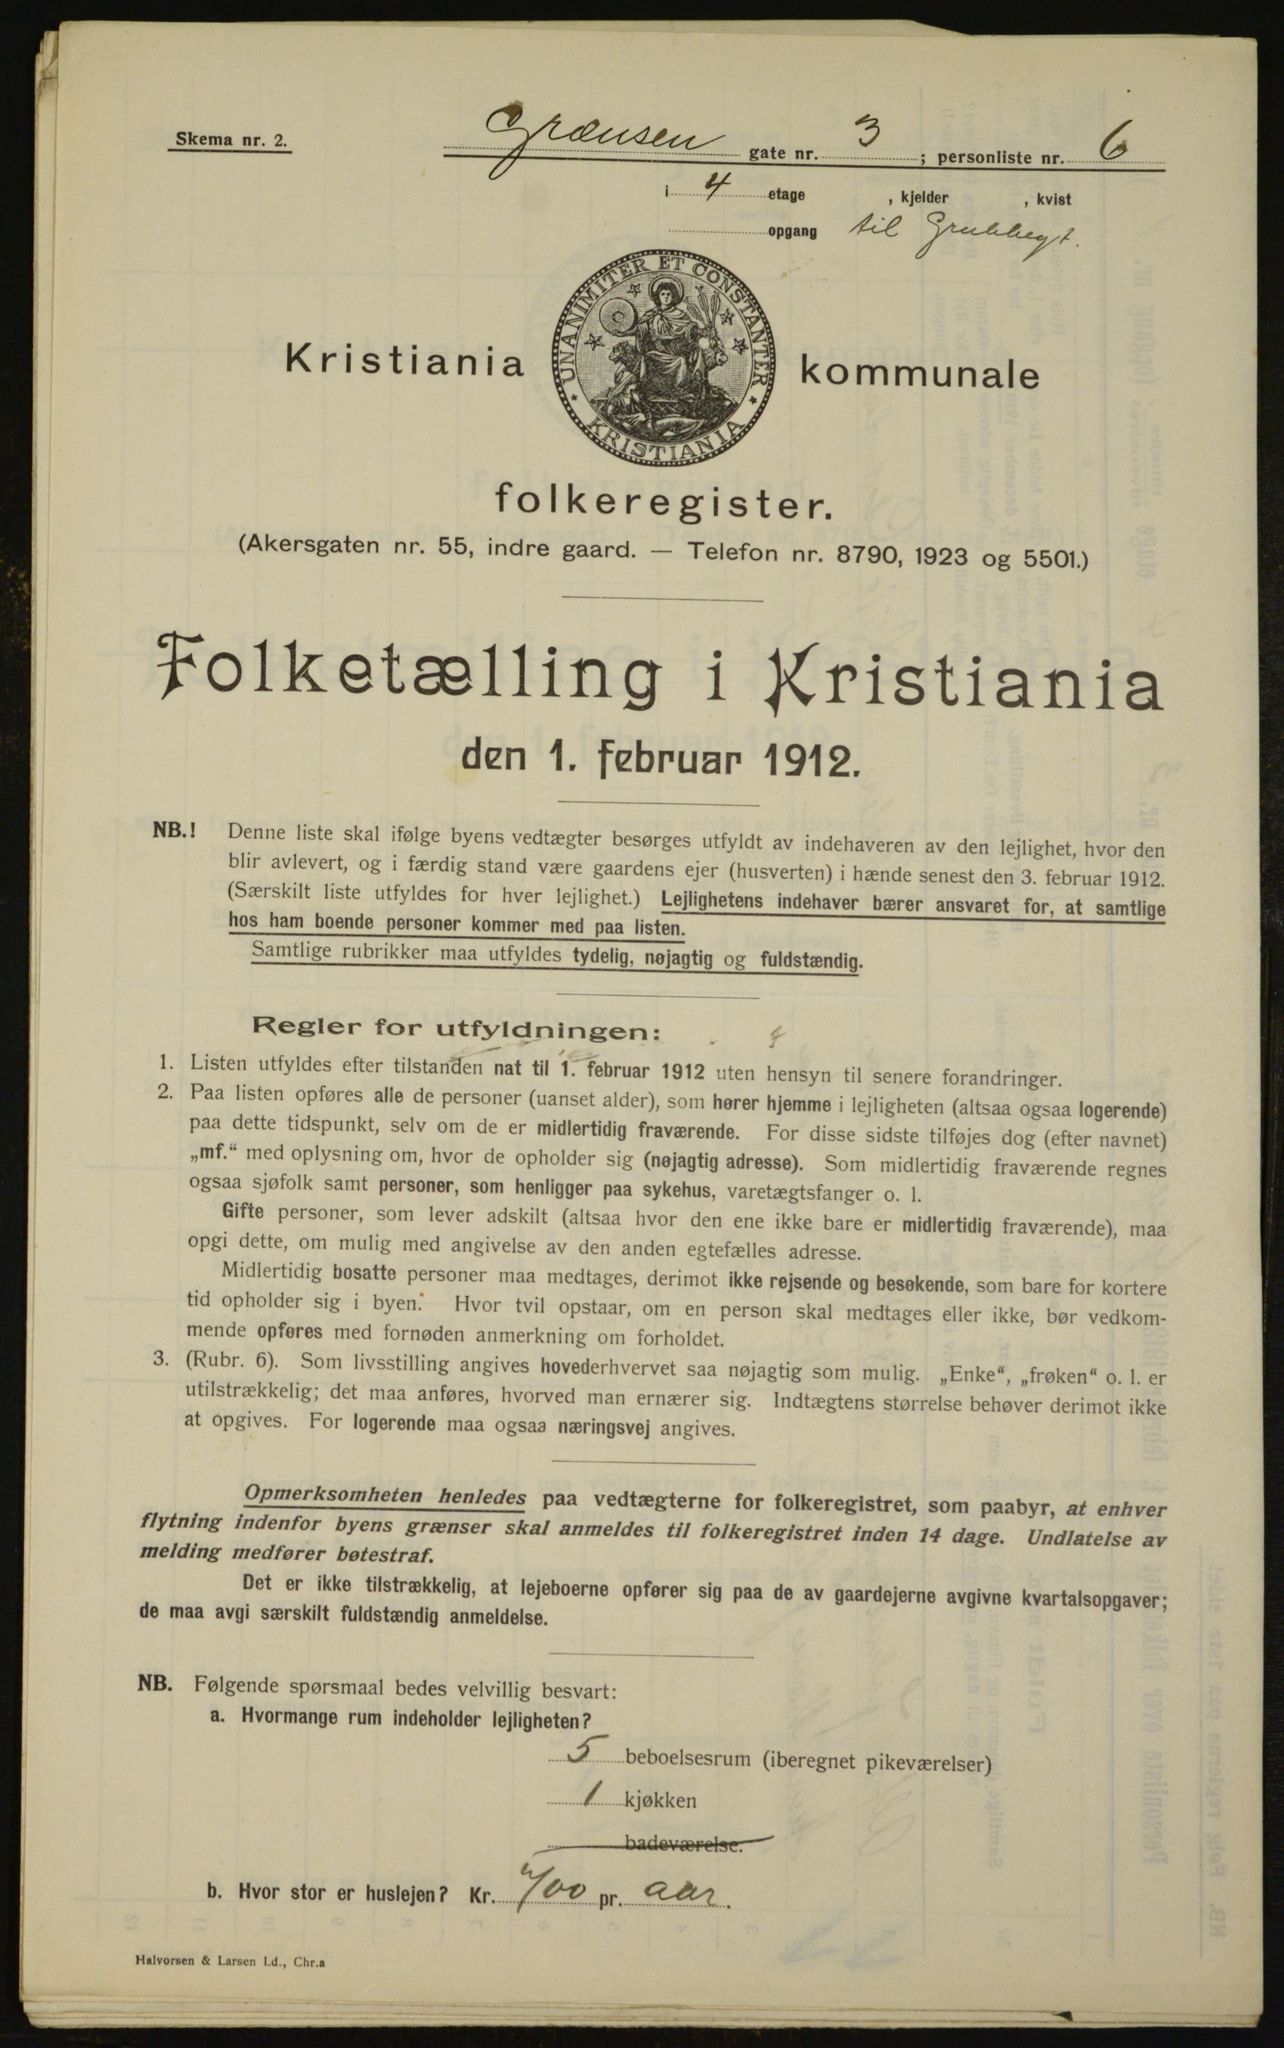 Skema nr. 2.
Grænsen gate nr. 3 ; personliste nr. 6
i 4 etage , kjelder , kvist
opgang til Grubbegt.
UNANIMITER ET CONSTANTER
KRISTIANIA
Kristiania kommunale
folkeregister.
(Akersgaten nr. 55, indre gaard. — Telefon nr. 8790, 1923 og 5501.)
Folketælling i Kristiania
den 1. februar 1912.
NB.! Denne liste skal ifølge byens vedtægter besørges utfyldt av indehaveren av den lejlighet, hvor den
blir avlevert, og i færdig stand være gaardens ejer (husverten) i hænde senest den 3. februar 1912.
(Særskilt liste utfyldes for hver lejlighet.) Lejlighetens indehaver bærer ansvaret for, at samtlige
hos ham boende personer kommer med paa listen.
Samtlige rubrikker maa utfyldes tydelig, nøjagtig og fuldstændig.
Regler for utfyldningen:
1. Listen utfyldes efter tilstanden nat til 1. februar 1912 uten hensyn til senere forandringer.
2. Paa listen opføres alle de personer (uanset alder), som hører hjemme i lejligheten (altsaa ogsaa logerende)
paa dette tidspunkt, selv om de er midlertidig fraværende. For disse sidste tilføjes dog (efter navnet)
„mf.“ med oplysning om, hvor de opholder sig (nøjagtig adresse). Som midlertidig fraværende regnes
ogsaa sjøfolk samt personer, som henligger paa sykehus, varetægtsfanger o. l.
Gifte personer, som lever adskilt (altsaa hvor den ene ikke bare er midlertidig fraværende), maa
opgi dette, om mulig med angivelse av den anden egtefælles adresse.
Midlertidig bosatte personer maa medtages, derimot ikke rejsende og besøkende, som bare for kortere
tid opholder sig i byen. Hvor tvil opstaar, om en person skal medtages eller ikke, bør vedkom-
mende opføres med fornøden anmerkning om forholdet.
3. (Rubr. 6). Som livsstilling angives hovederhvervet saa nøjagtig som mulig. „Enke“, „frøken“ o. l. er
utilstrækkelig; det maa anføres, hvorved man ernærer sig. Indtægtens størrelse behøver derimot ikke
at opgives. For logerende maa ogsaa næringsvej angives.
Opmerksomheten henledes paa vedtægterne for folkeregistret, som paabyr, at enhver
flytning indenfor byens grænser skal anmeldes til folkeregistret inden 14 dage. Undlatelse av
melding medfører bøtestraf.
Det er ikke tilstrækkelig, at lejeboerne opfører sig paa de av gaardejerne avgivne kvartalsopgaver;
de maa avgi særskilt fuldstændig anmeldelse.
NB. Følgende spørsmaal bedes velvillig besvart:
a. Hvormange rum indeholder lejligheten?
5 beboelsesrum (iberegnet pikeværelser)
1 kjøkken
badeværelse.
b. Hvor stor er huslejen? Kr. 700 pr. aar.
Halvorsen & Larsen Ld., Chr.a